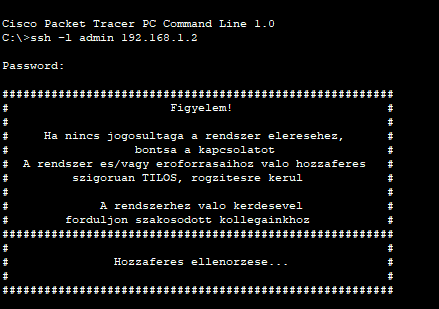 Cisco Packet Tracer PC Command Line 1.0
C:\>ssh -l admin 192.168.1.2
Password:
########################################################
# Figyelem! #
# #
# Ha nincs jogosultaga a rendszer eleresehez, #
# bontsa a kapcsolatot #
# A rendszer es/vagy eroforrasaihoz valo hozzaferes #
# szigoruan TILOS, rogzitesre kerul #
# #
# A rendszerhez valo kerdesevel #
# forduljon szakosodott kollegainkhoz #
########################################################
# #
# Hozzaferes ellenorzese... #
# #
########################################################